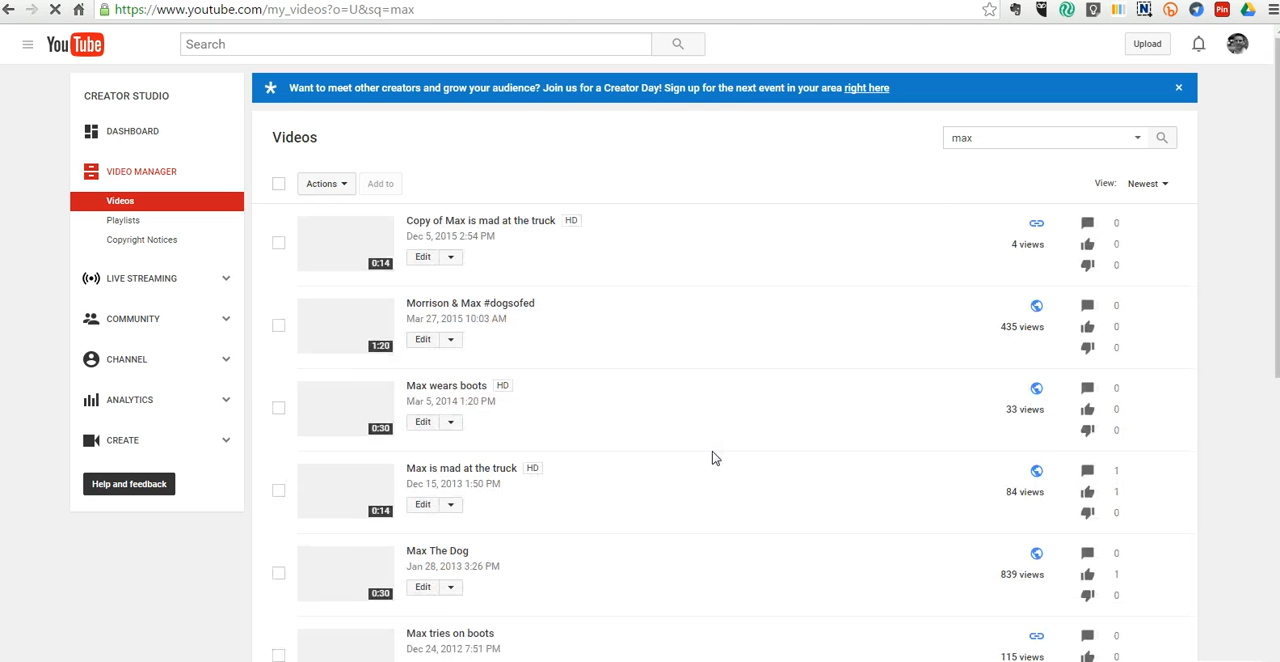 https://www.youtube.com/my_videos?o=U&sq=max
N
Pin
YouTube
Search
Upload
CREATOR STUDIO
DASHBOARD
VIDEO MANAGER
Videos
Playlists
Copyright Notices
LIVE STREAMING
COMMUNITY
CHANNEL
ANALYTICS
CREATE
Help and feedback
Want to meet other creators and grow your audience? Join us for a Creator Day! Sign up for the next event in your area right here
Videos
max
Actions
Add to
View: Newest
0:14
Copy of Max is mad at the truck HD
Dec 5, 2015 2:54 PM
Edit
4 views
0
0
0
1:20
Morrison & Max #dogsofed
Mar 27, 2015 10:03 AM
Edit
435 views
0
0
0
0:30
Max wears boots HD
Mar 5, 2014 1:20 PM
Edit
33 views
0
0
0
0:14
Max is mad at the truck HD
Dec 15, 2013 1:50 PM
Edit
84 views
1
1
0
0:30
Max The Dog
Jan 28, 2013 3:26 PM
Edit
839 views
0
1
0
Max tries on boots
Dec 24, 2012 7:51 PM
115 views
0
0